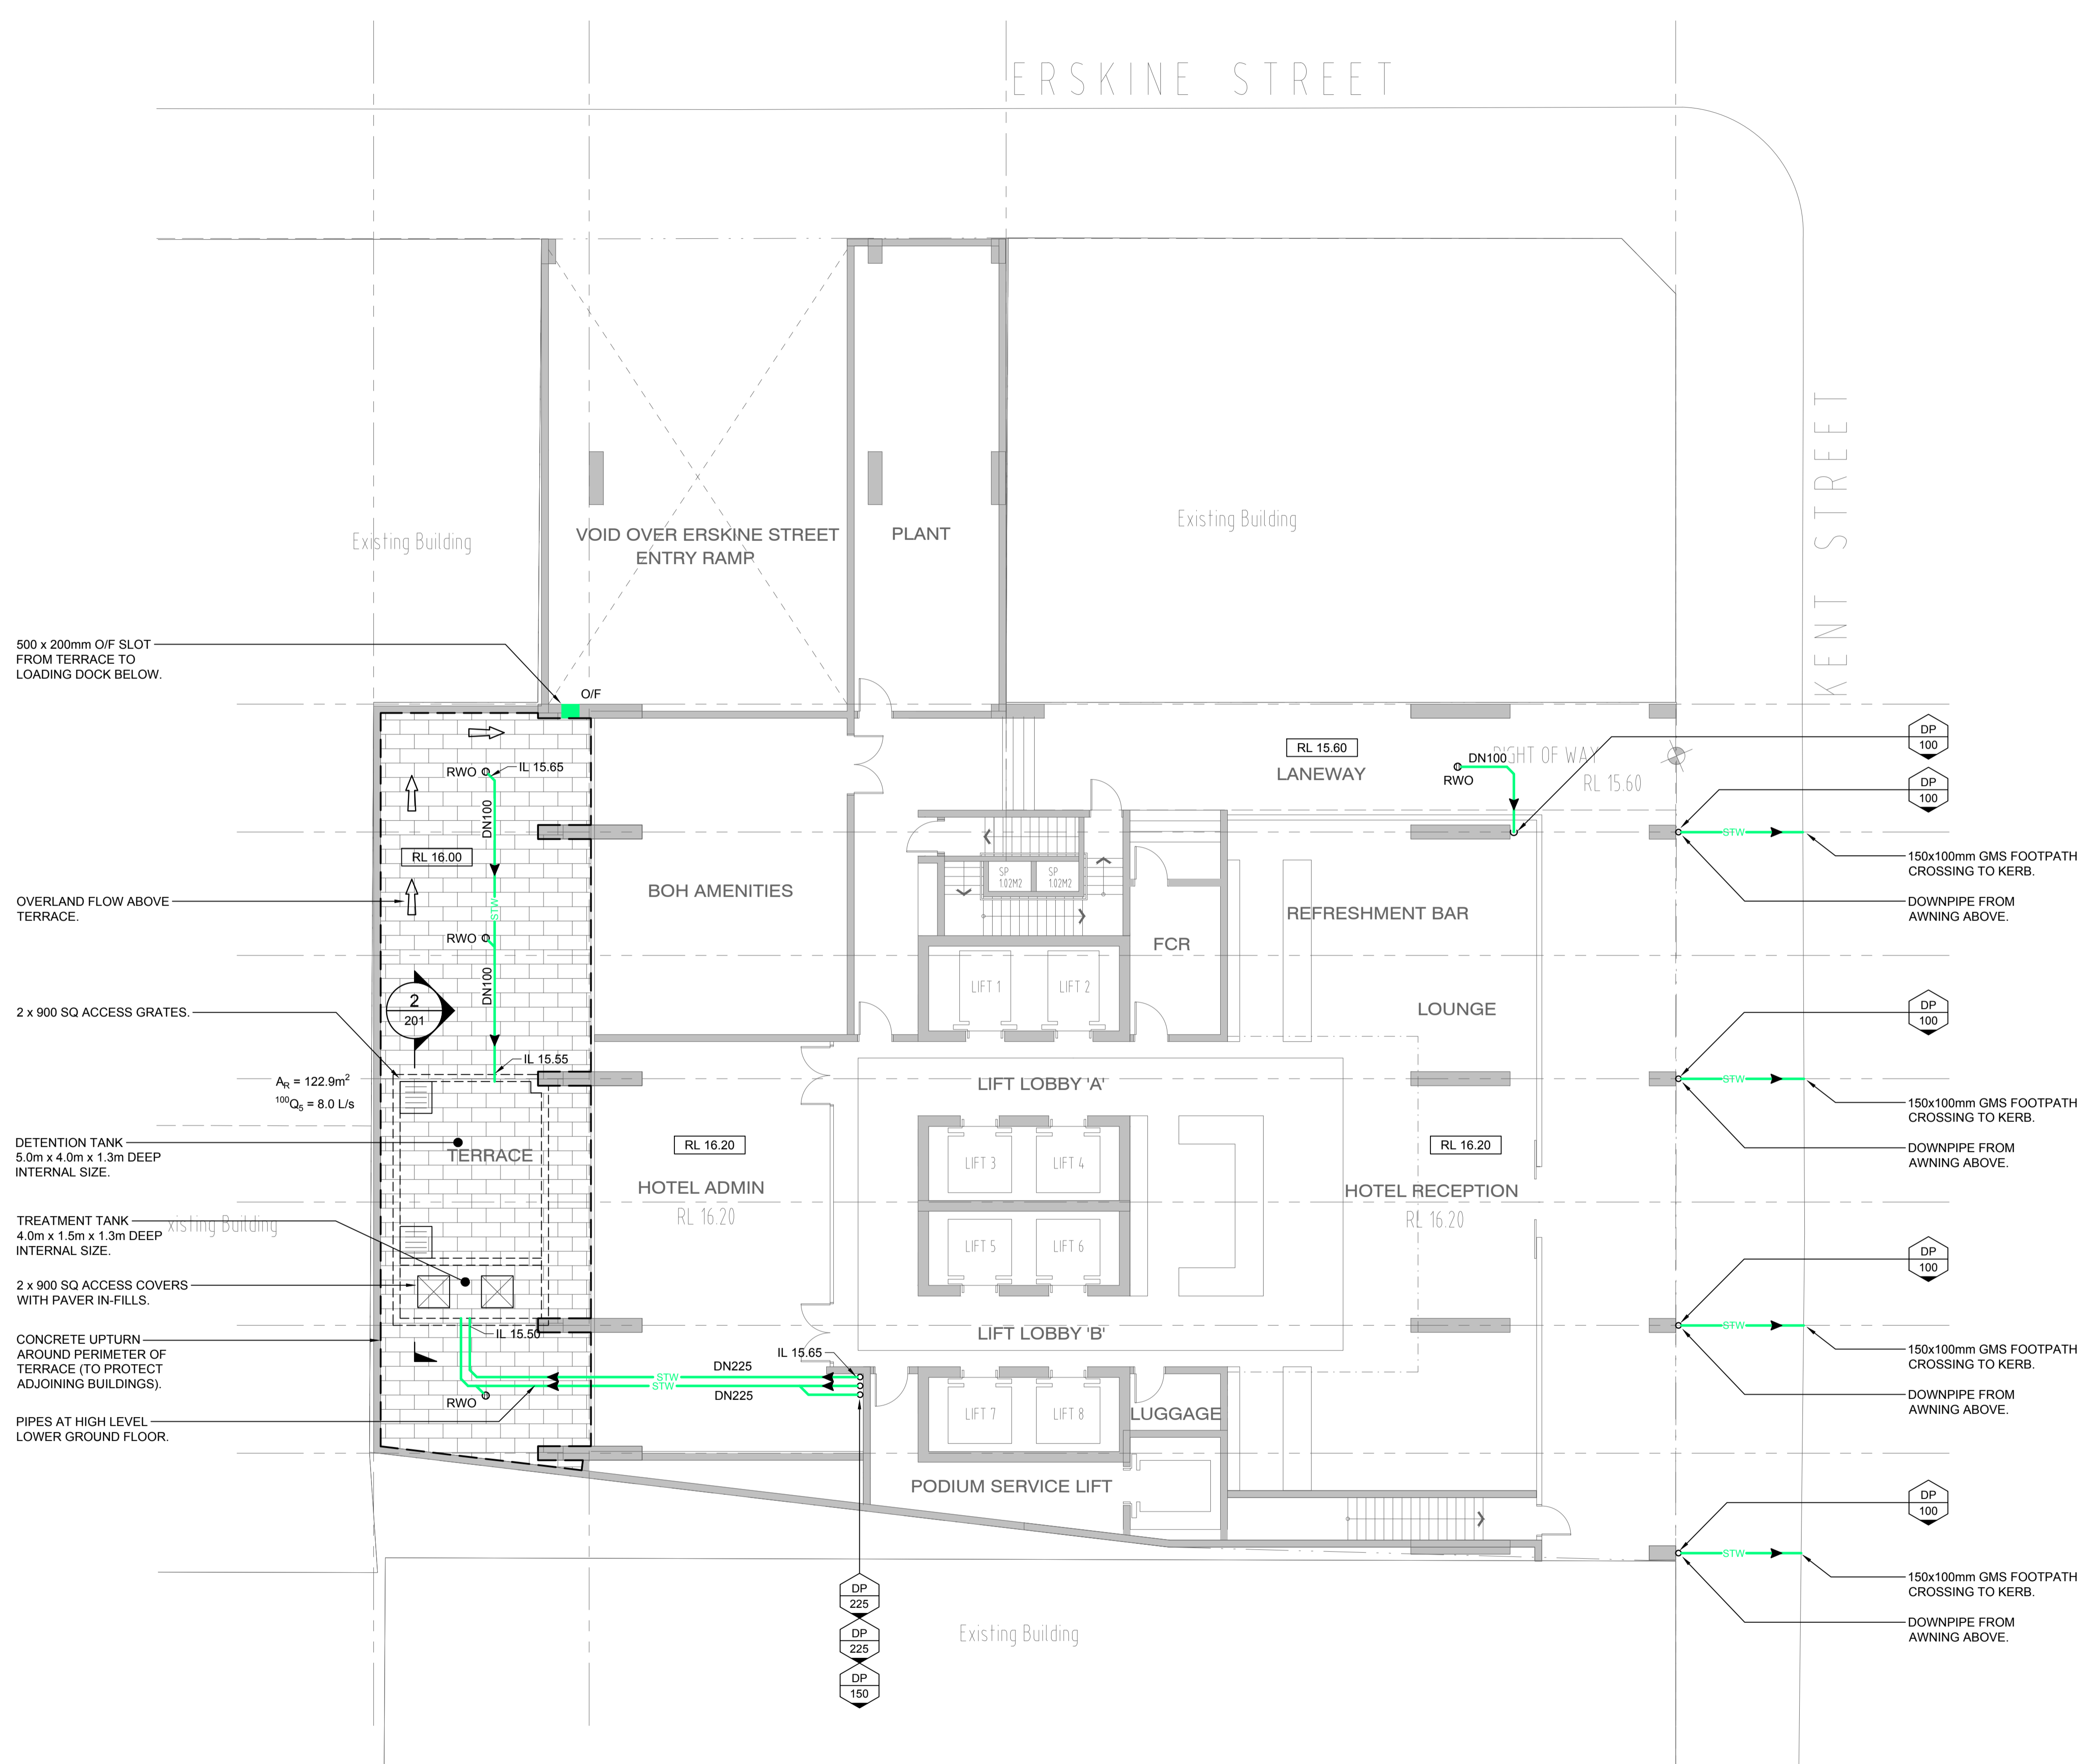 ERSKINE STREET
KENT STREET
Existing Building
VOID OVER ERSKINE STREET
ENTRY RAMP
PLANT
Existing Building
500 x 200mm O/F SLOT
FROM TERRACE TO
LOADING DOCK BELOW.
O/F
RWO
IL 15.65
DN100
RL 16.00
STW
OVERLAND FLOW ABOVE
TERRACE.
RWO
DN100
2
201
2 x 900 SQ ACCESS GRATES.
IL 15.55
AR = 122.9m2
100Q5 = 8.0 L/s
DETENTION TANK
5.0m x 4.0m x 1.3m DEEP
INTERNAL SIZE.
TERRACE
TREATMENT TANK
4.0m x 1.5m x 1.3m DEEP
INTERNAL SIZE.
xisting Building
2 x 900 SQ ACCESS COVERS
WITH PAVER IN-FILLS.
CONCRETE UPTURN
AROUND PERIMETER OF
TERRACE (TO PROTECT
ADJOINING BUILDINGS).
IL 15.50
RWO
PIPES AT HIGH LEVEL
LOWER GROUND FLOOR.
BOH AMENITIES
RL 16.20
HOTEL ADMIN
RL 16.20
DN225
STW
STW
DN225
IL 15.65
SP
1.02M2
SP
1.02M2
LIFT 1
LIFT 2
FCR
LIFT LOBBY 'A'
LIFT 3
LIFT 4
LIFT 5
LIFT 6
LIFT LOBBY 'B'
LIFT 7
LIFT 8
LUGGAGE
PODIUM SERVICE LIFT
RL 15.60
LANEWAY
DN100
RWO
RIGHT OF WAY
RL 15.60
REFRESHMENT BAR
LOUNGE
RL 16.20
HOTEL RECEPTION
RL 16.20
DP
100
DP
100
STW
150x100mm GMS FOOTPATH
CROSSING TO KERB.
DOWNPIPE FROM
AWNING ABOVE.
DP
100
STW
150x100mm GMS FOOTPATH
CROSSING TO KERB.
DOWNPIPE FROM
AWNING ABOVE.
DP
100
STW
150x100mm GMS FOOTPATH
CROSSING TO KERB.
DOWNPIPE FROM
AWNING ABOVE.
DP
100
STW
150x100mm GMS FOOTPATH
CROSSING TO KERB.
DOWNPIPE FROM
AWNING ABOVE.
DP
225
DP
225
DP
150
Existing Building